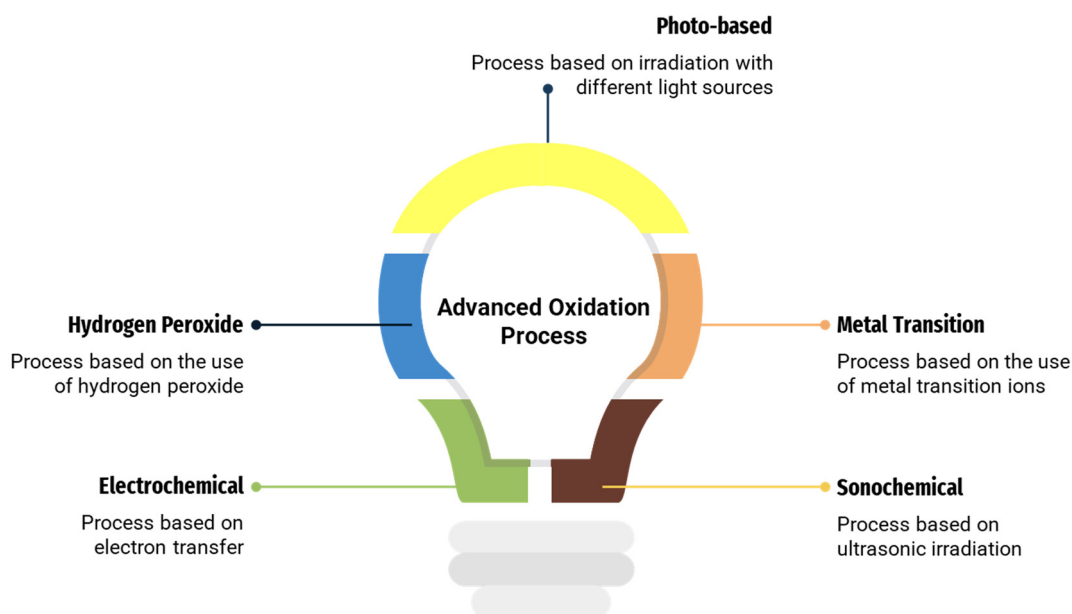 Photo-based
Process based on irradiation with
different light sources
Advanced Oxidation
Process
Hydrogen Peroxide
Process based on the use
of hydrogen peroxide
Metal Transition
Process based on the use
of metal transition ions
Electrochemical
Process based on
electron transfer
Sonochemical
Process based on
ultrasonic irradiation